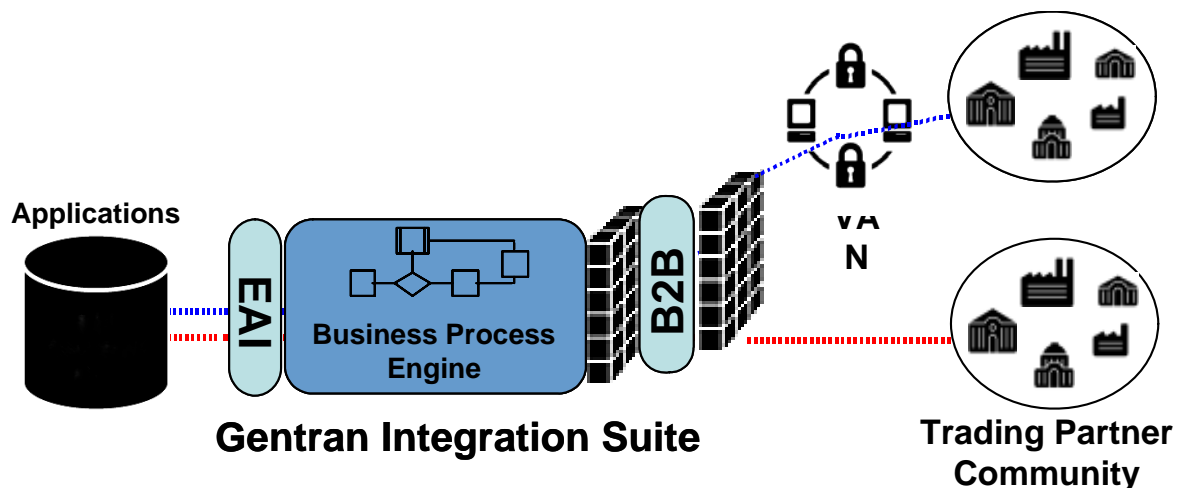 Applications
EAI
Business Process
Engine
B2B
VA
N
Gentran Integration Suite
Trading Partner
Community